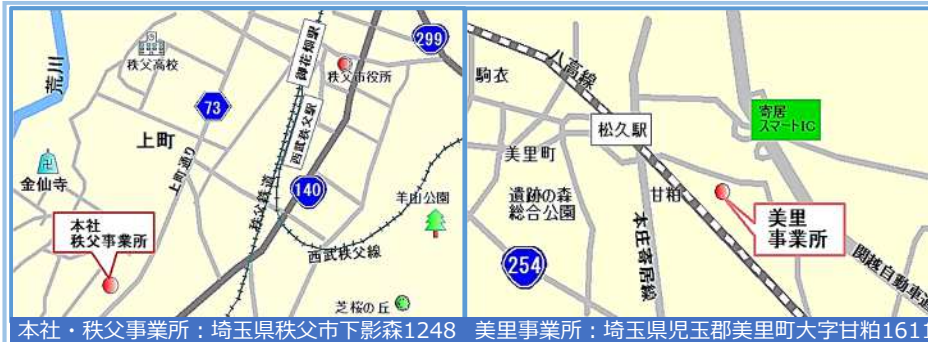 荒川
秩父高校
73
上町
上町通り
金仙寺
本社
秩父事業所
秩父鉄道
御花畑駅
西武秩父駅
秩父市役所
299
140
羊山公園
西武秩父線
芝桜の丘
八高線
駒衣
松久駅
寄居
スマートIC
美里町
遺跡の森
総合公園
甘粕
本庄寄居線
254
美里
事業所
関越自動車道
本社・秩父事業所：埼玉県秩父市下影森1248
美里事業所：埼玉県児玉郡美里町大字甘粕1611